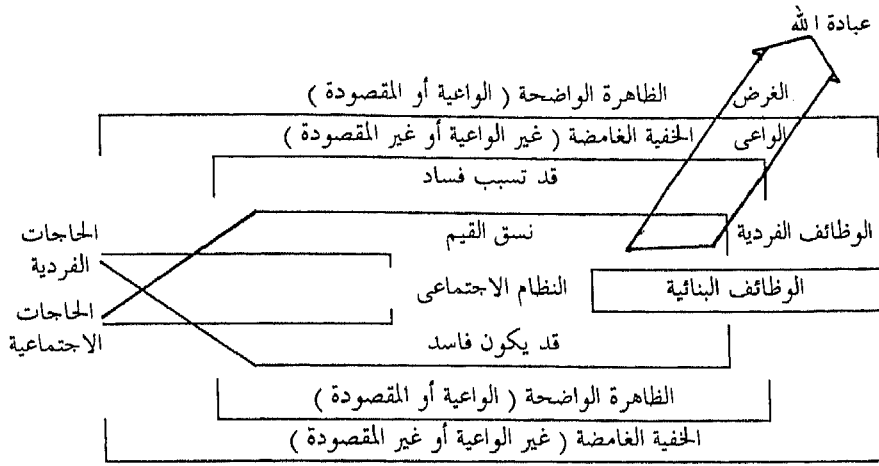 عبادة الله
الظاهرة الواضحة ( الواعية أو المقصودة ) الغرض
الخفية الغامضة ( غير الواعية أو غير المقصودة ) الواعى
قد تسبب فساد
الحاجات
الفردية
نسق القيم
الوظائف الفردية
الحاجات
الاجتماعية
النظام الاجتماعى
الوظائف البنائية
قد يكون فاسد
الظاهرة الواضحة ( الواعية أو المقصودة )
الخفية الغامضة ( غير الواعية أو غير المقصودة )